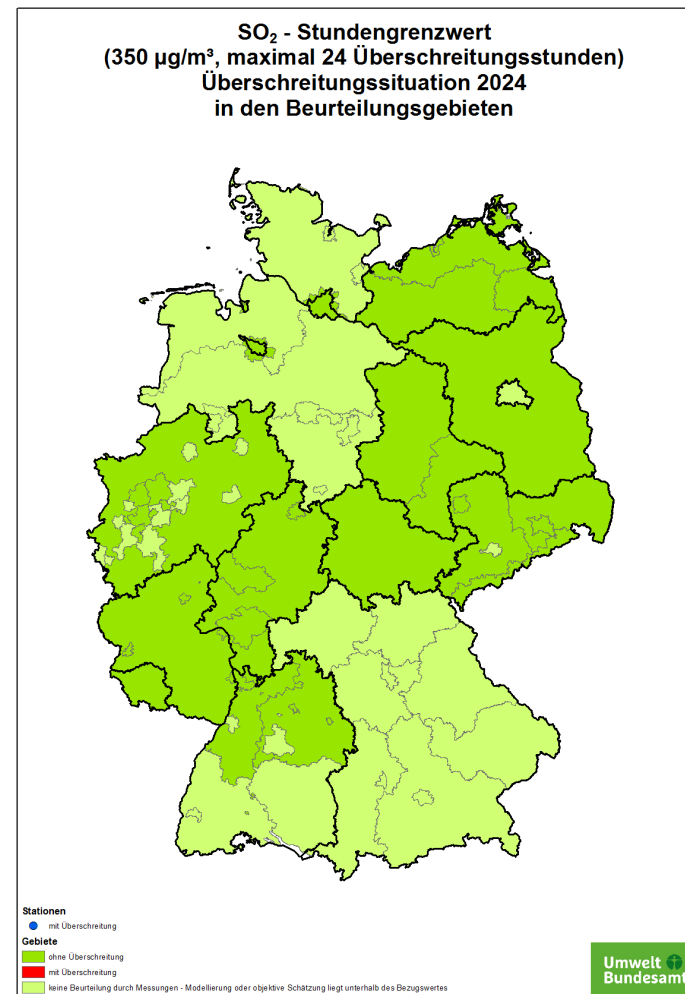 SO₂ - Stundengrenzwert
(350 µg/m³, maximal 24 Überschreitungsstunden)
Überschreitungssituation 2024
in den Beurteilungsgebieten
Stationen
mit Überschreitung
Gebiete
ohne Überschreitung
mit Überschreitung
keine Beurteilung durch Messungen - Modellierung oder objektive Schätzung liegt unterhalb des Bezugswertes
Umwelt
Bundesamt